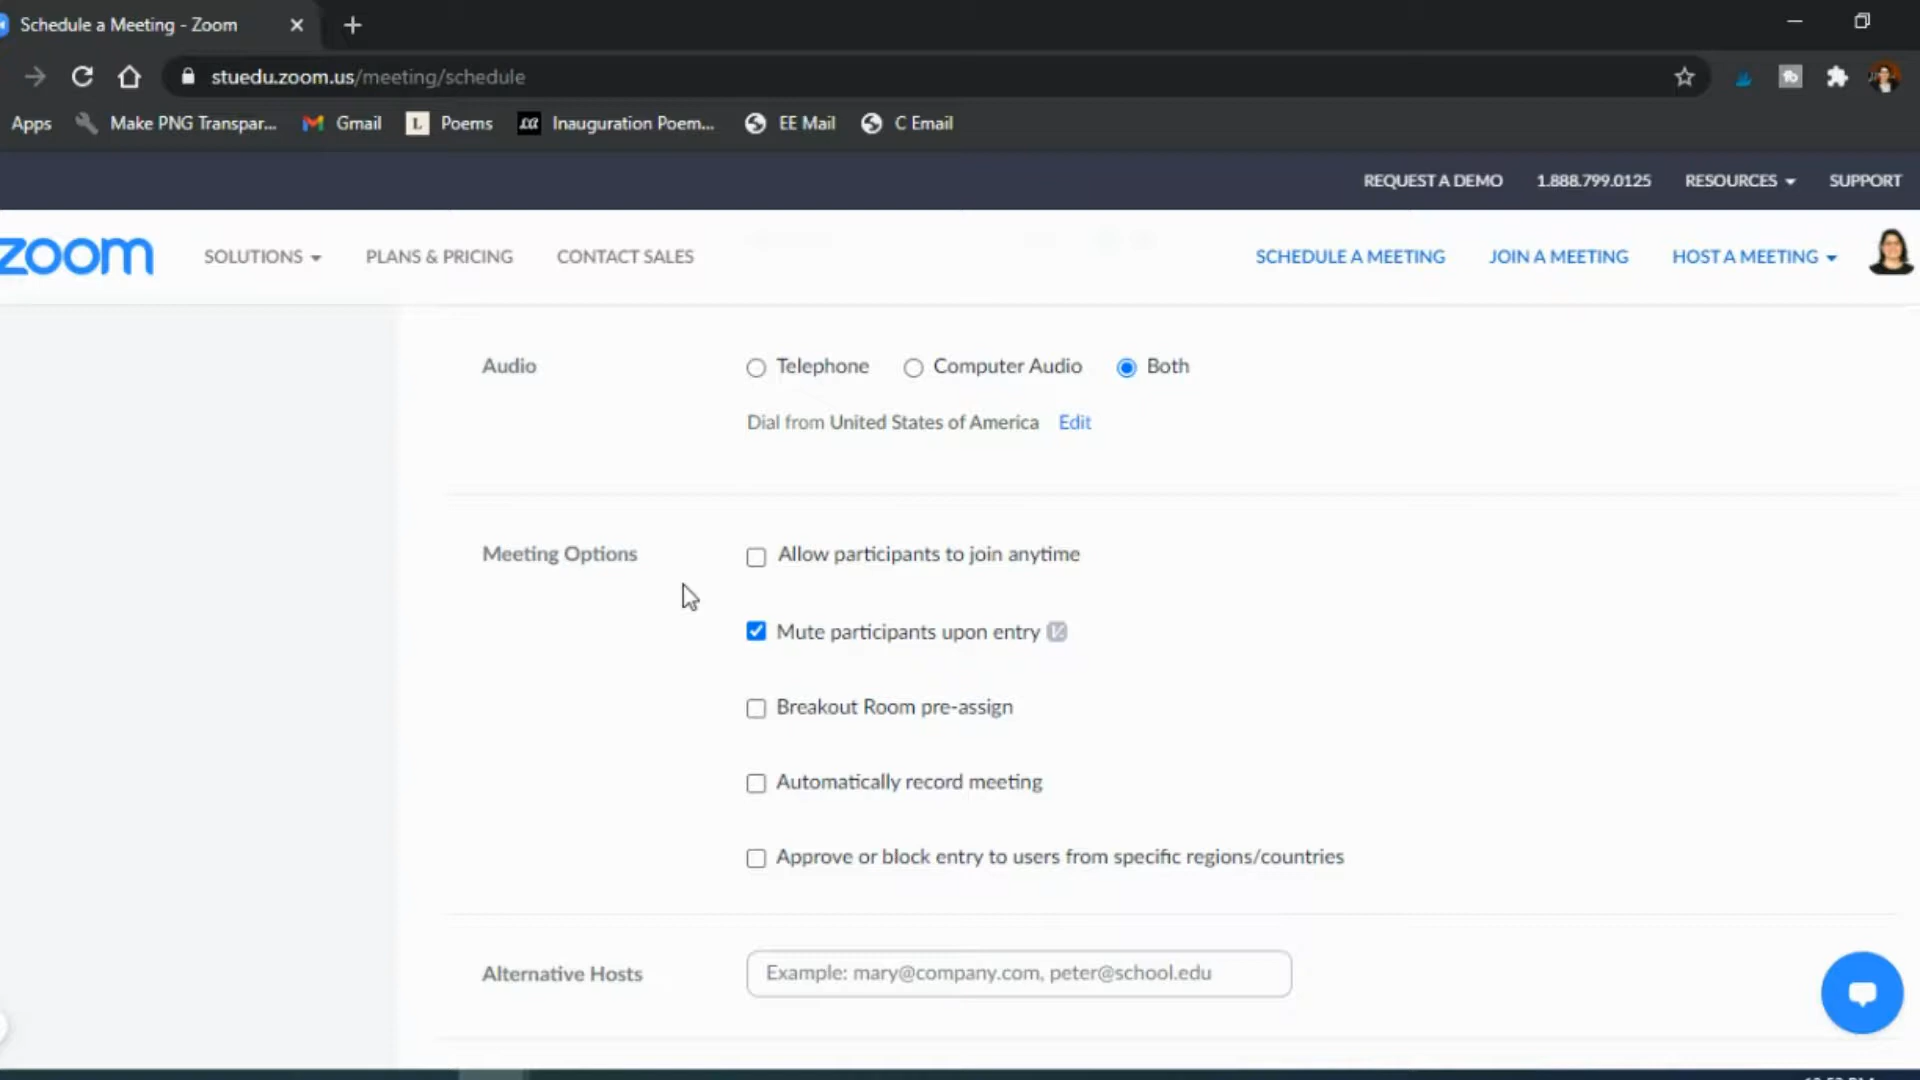 Schedule a Meeting - Zoom
stuedu.zoom.us/meeting/schedule
Apps Make PNG Transpar... Gmail L Poems Inauguration Poem... EE Mail C Email
REQUEST A DEMO 1.888.799.0125 RESOURCES SUPPORT
zoom SOLUTIONS PLANS & PRICING CONTACT SALES SCHEDULE A MEETING JOIN A MEETING HOST A MEETING
Audio Telephone Computer Audio Both
Dial from United States of America Edit
Meeting Options Allow participants to join anytime
Mute participants upon entry
Breakout Room pre-assign
Automatically record meeting
Approve or block entry to users from specific regions/countries
Alternative Hosts Example: mary@company.com, peter@school.edu